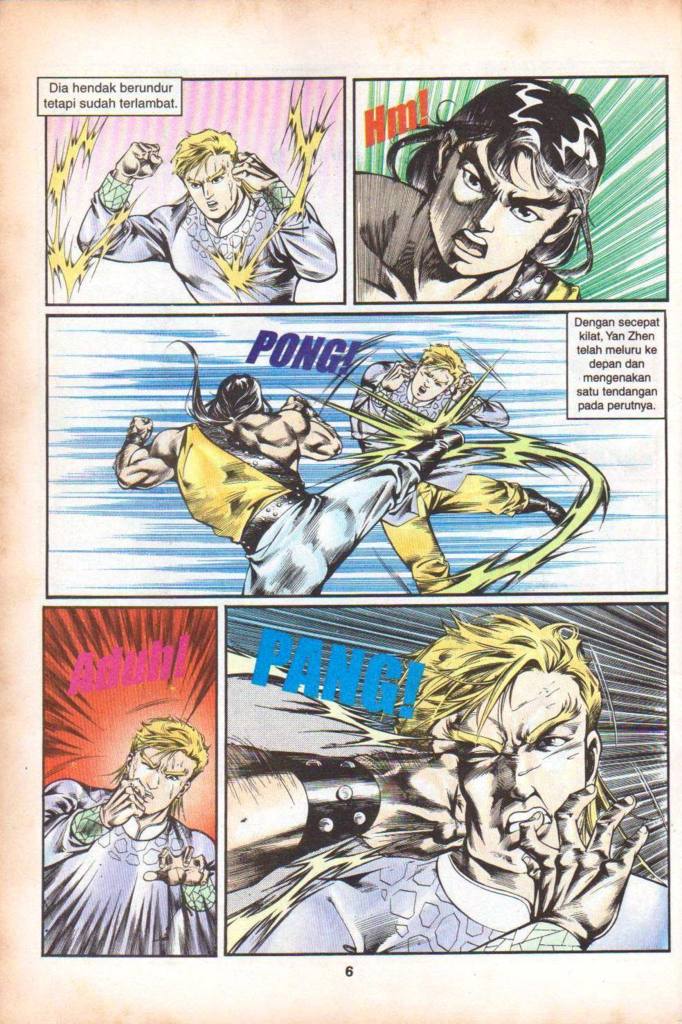 Dia hendak berundur
tetapi sudah terlambat.
Hm!
PONG!
Dengan secepat
kilat, Yan Zhen
telah meluru ke
depan dan
mengenakan
satu tendangan
pada perutnya.
Aduh!
PANG!
6